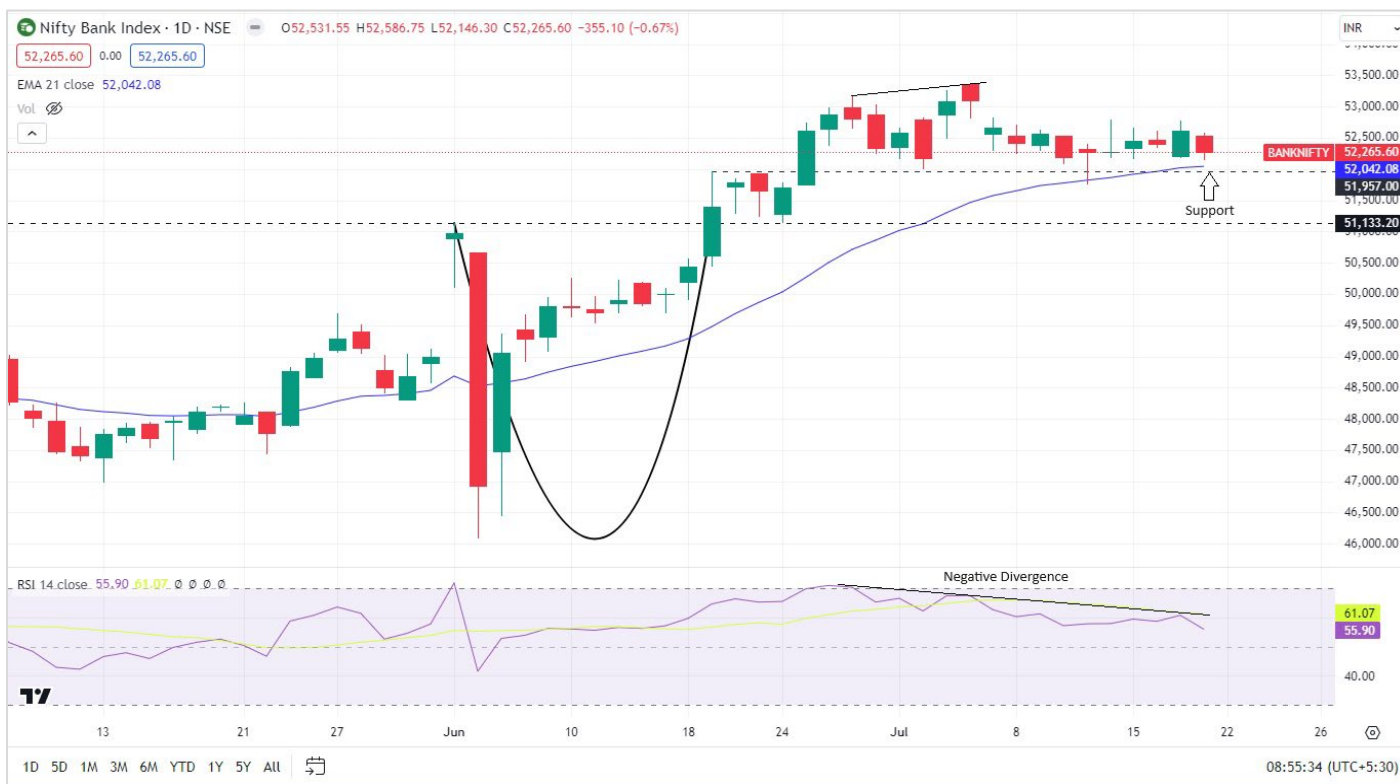 Nifty Bank Index · 1D · NSE O52,531.55 H52,586.75 L52,146.30 C52,265.60 −355.10 (−0.67%)
INR
52,265.60 0.00 52,265.60
EMA 21 close 52,042.08
Vol
53,500.00
53,000.00
52,500.00
BANKNIFTY 52,265.60
52,042.08
51,957.00
51,500.00
Support
51,133.20
51,000.00
50,500.00
50,000.00
49,500.00
49,000.00
48,500.00
48,000.00
47,500.00
47,000.00
46,500.00
46,000.00
RSI 14 close 55.90 61.07 Ø Ø Ø Ø
Negative Divergence
61.07
55.90
40.00
13 21 27 Jun 10 18 24 Jul 8 15 22 26
1D 5D 1M 3M 6M YTD 1Y 5Y All
08:55:34 (UTC+5:30)